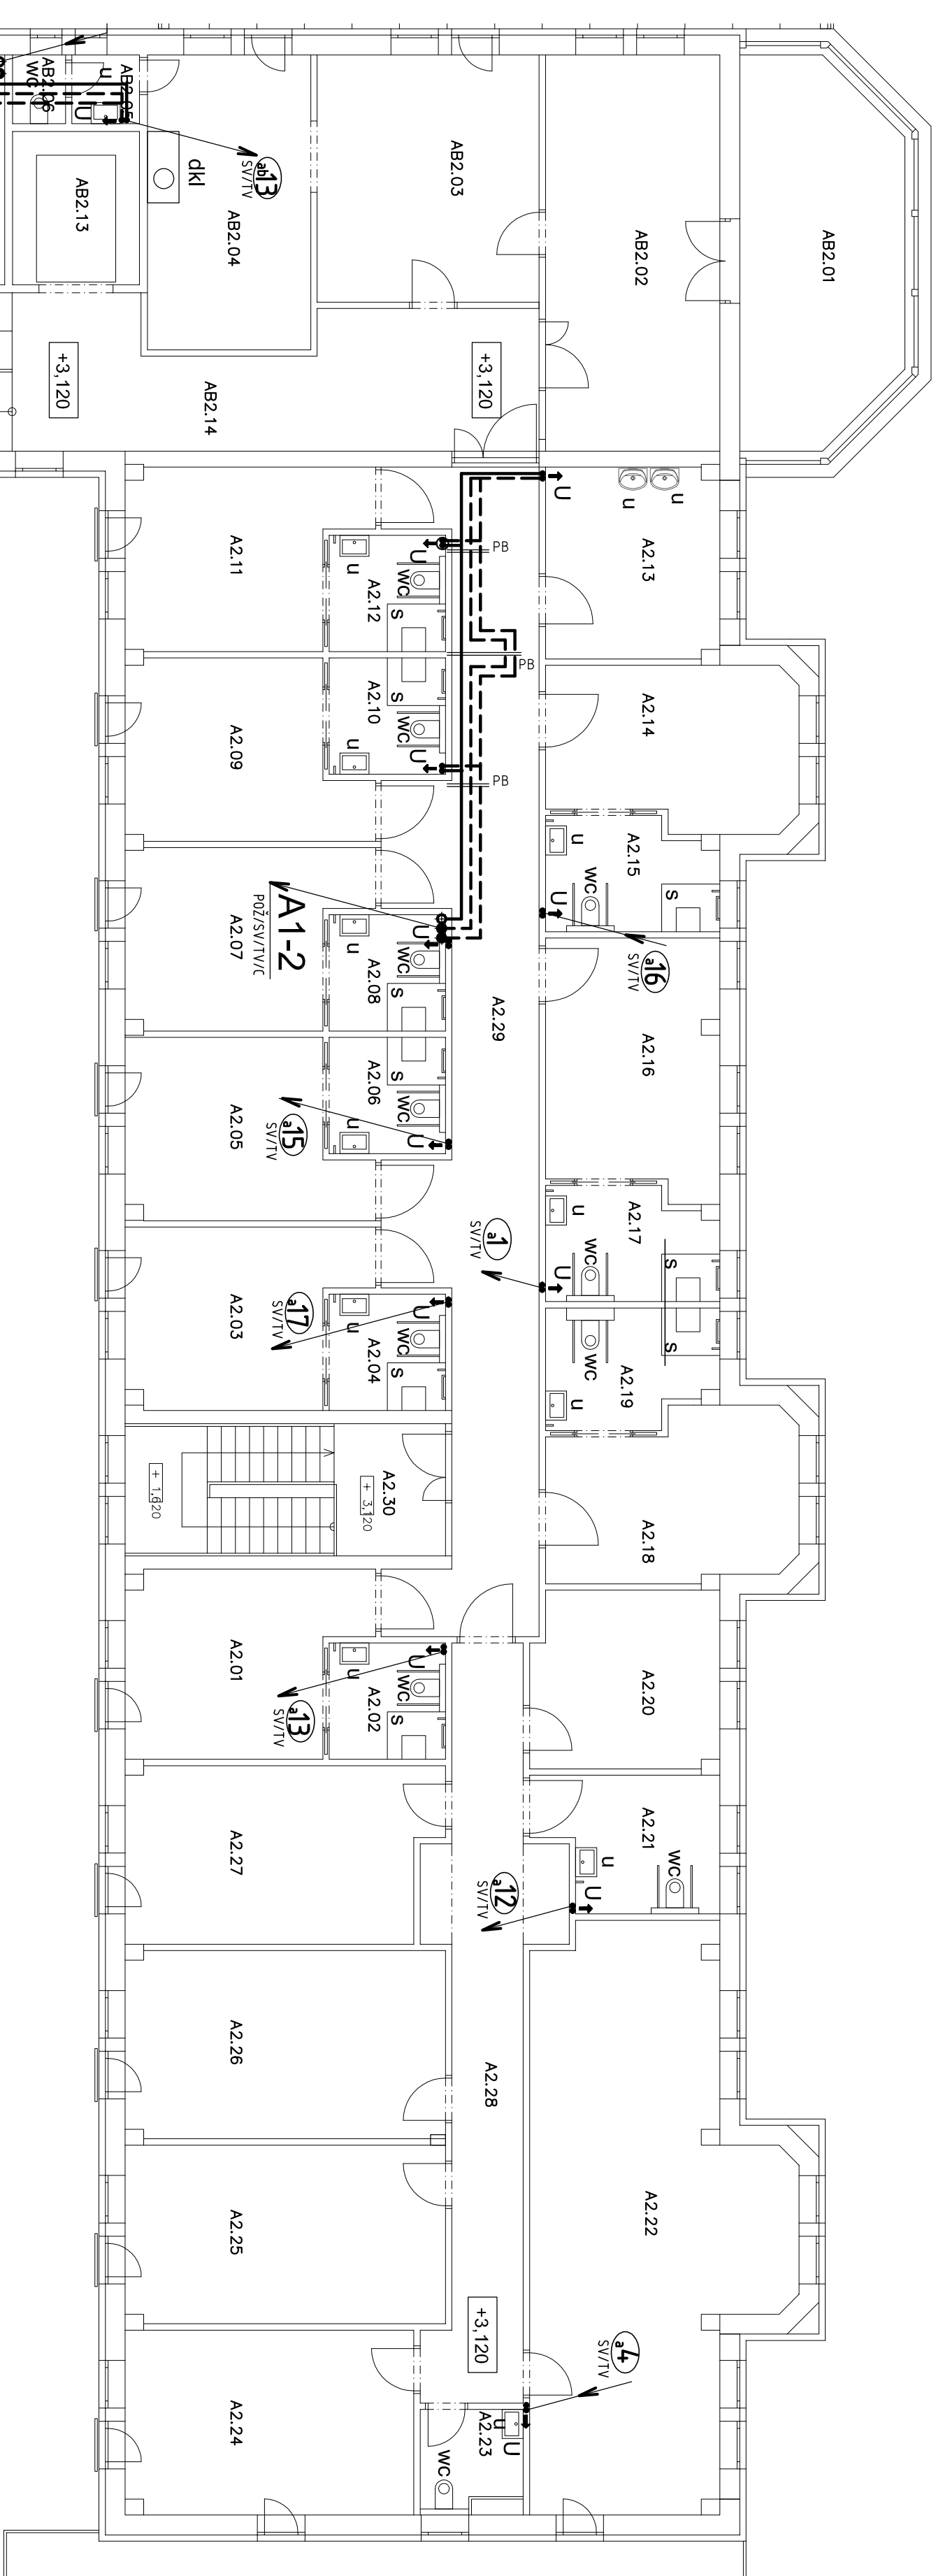 AB2.01
AB2.02
AB2.03
AB2.04
AB2.05
u
U
AB2.06
WC
ab13
SV/TV
dkl
AB2.13
+3,120
AB2.14
+3,120
U
u
u
A2.13
PB
A2.11
U
WC
A2.12
s
u
PB
A2.14
A2.10
s
WC
u
U
PB
A2.09
A2.15
u
WC
s
U
a16
SV/TV
A1-2
POŽ/SV/TV/C
A2.07
U
WC
A2.08
s
u
A2.29
A2.16
A2.06
s
WC
u
U
A2.05
a15
SV/TV
a1
SV/TV
A2.17
u
WC
s
U
s
A2.19
WC
u
A2.03
a17
SV/TV
U
WC
A2.04
s
u
A2.18
A2.30
+ 3,120
+ 1,620
A2.01
U
WC
A2.02
s
u
a13
SV/TV
A2.20
A2.21
WC
u
U
a12
SV/TV
A2.27
A2.26
A2.28
A2.22
A2.25
+3,120
a4
SV/TV
A2.24
A2.23
u
U
WC